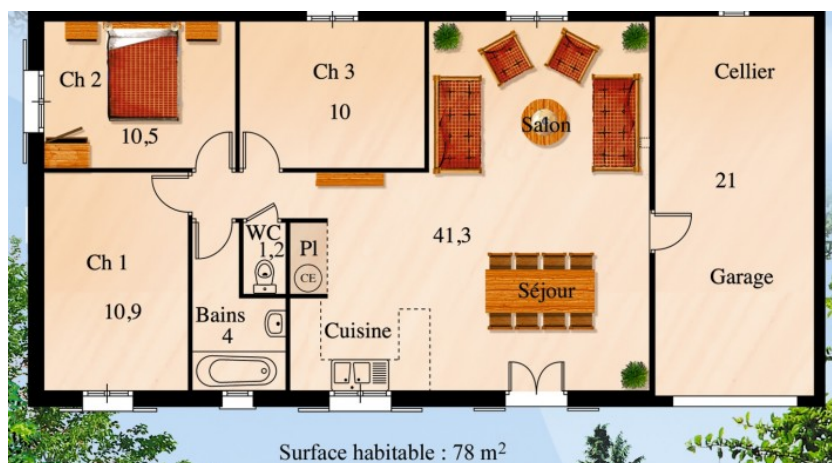 Ch 2
10,5
Ch 3
10
Salon
Cellier
21
Garage
WC
1,2
Pl
CE
41,3
Ch 1
10,9
Bains
4
Cuisine
Séjour
Surface habitable : 78 m²